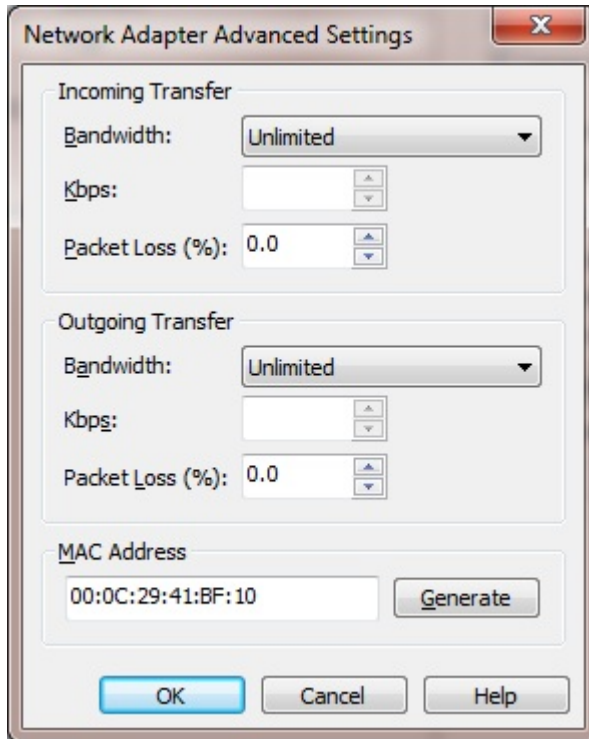 Network Adapter Advanced Settings
Incoming Transfer
Bandwidth: Unlimited
Kbps:
Packet Loss (%): 0.0
Outgoing Transfer
Bandwidth: Unlimited
Kbps:
Packet Loss (%): 0.0
MAC Address
00:0C:29:41:BF:10 Generate
OK Cancel Help